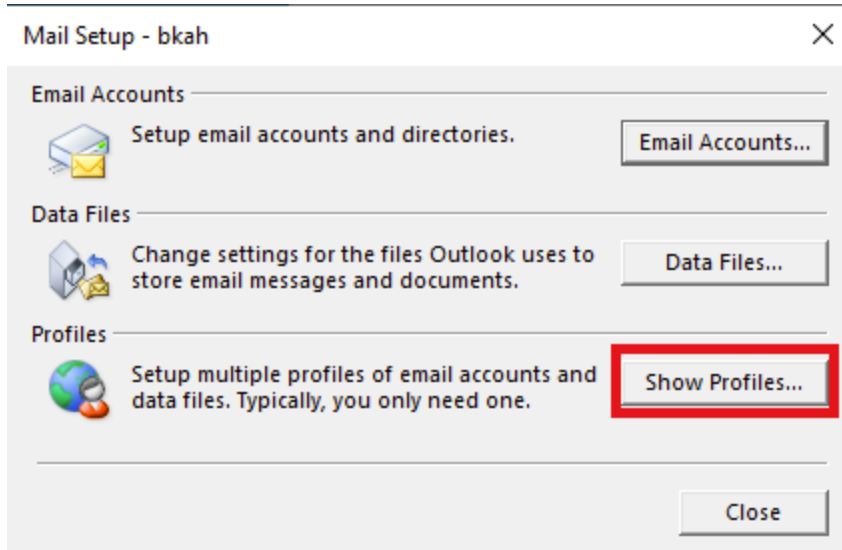 Mail Setup - bkah
Email Accounts
Setup email accounts and directories.
Email Accounts...
Data Files
Change settings for the files Outlook uses to
store email messages and documents.
Data Files...
Profiles
Setup multiple profiles of email accounts and
data files. Typically, you only need one.
Show Profiles...
Close